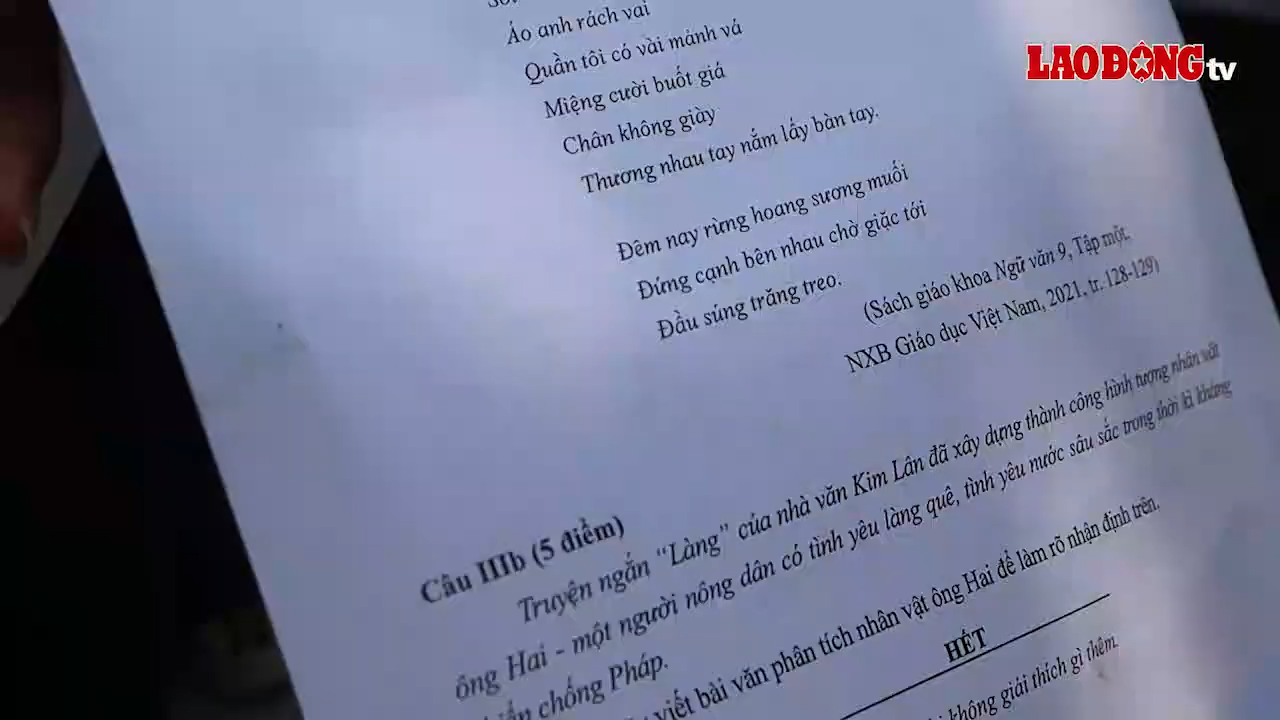 Áo anh rách vai
Quần tôi có vài mảnh vá
Miệng cười buốt giá
Chân không giày
Thương nhau tay nắm lấy bàn tay.
Đêm nay rừng hoang sương muối
Đứng cạnh bên nhau chờ giặc tới
Đầu súng trăng treo.
(Sách giáo khoa Ngữ văn 9, Tập một,
NXB Giáo dục Việt Nam, 2021, tr. 128-129)
Câu IIIb (5 điểm)
Truyện ngắn “Làng” của nhà văn Kim Lân đã xây dựng thành công hình tượng nhân vật
ông Hai - một người nông dân có tình yêu làng quê, tình yêu nước sâu sắc trong thời kì kháng
chống Pháp.
viết bài văn phân tích nhân vật ông Hai để làm rõ nhận định trên.
HẾT
không giải thích gì thêm.
LAO ĐỘNG tv